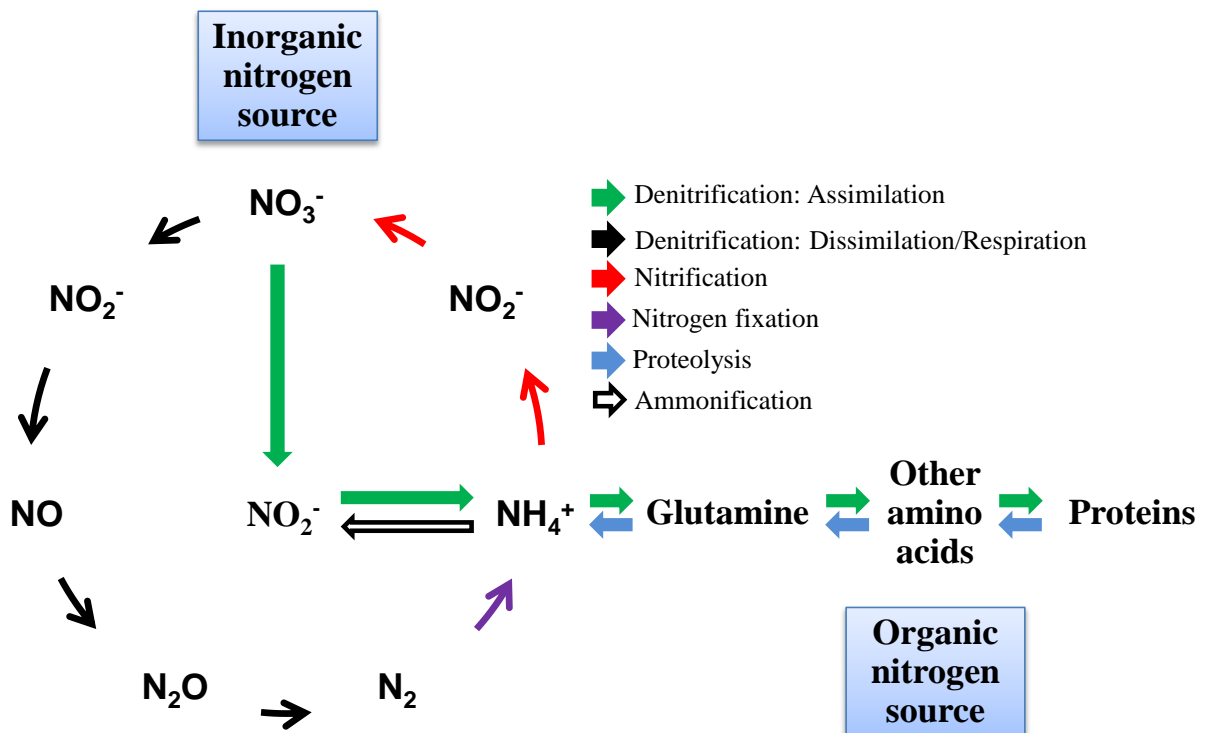 Inorganic
nitrogen
source
NO₃⁻
Denitrification: Assimilation
Denitrification: Dissimilation/Respiration
Nitrification
Nitrogen fixation
Proteolysis
Ammonification
NO₂⁻
NO₂⁻
NO
NO₂⁻
NH₄⁺
Glutamine
Other
amino
acids
Proteins
N₂O
N₂
Organic
nitrogen
source